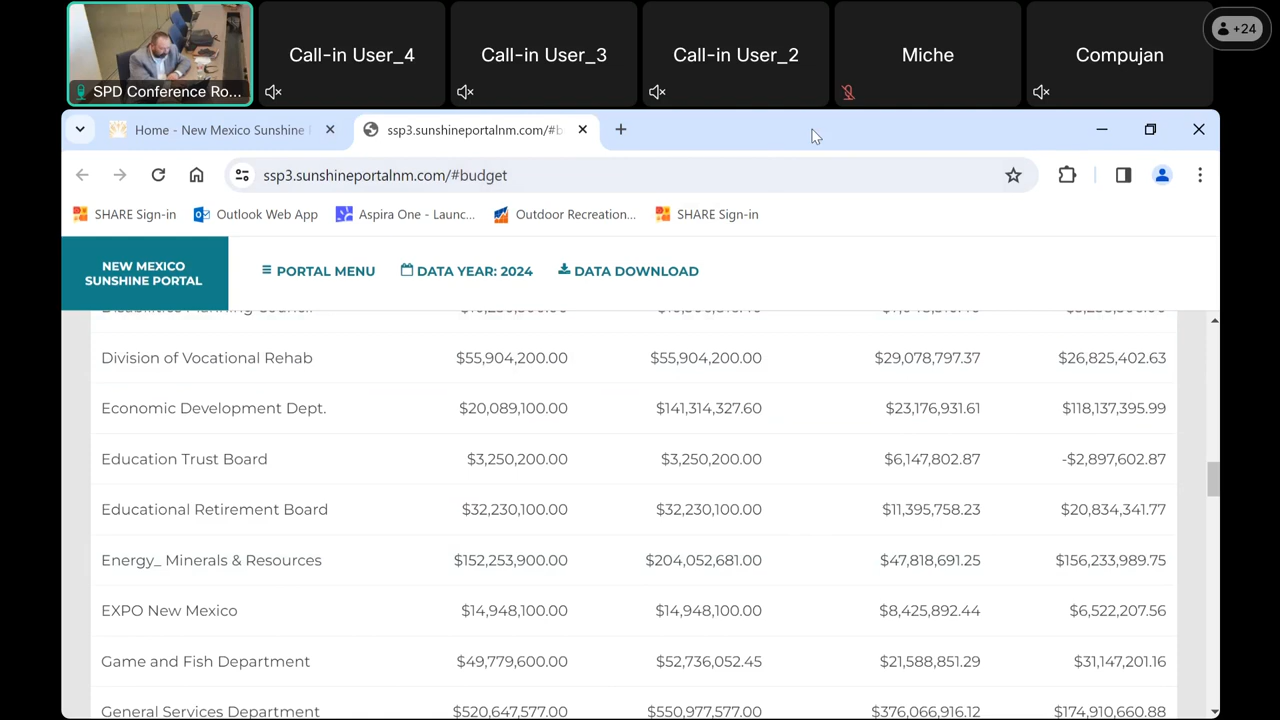 +24
Call-in User_4
Call-in User_3
Call-in User_2
Miche
Compujan
SPD Conference Ro...
Home - New Mexico Sunshine
ssp3.sunshineportalnm.com/#b
ssp3.sunshineportalnm.com/#budget
SHARE Sign-in
Outlook Web App
Aspira One - Launc...
Outdoor Recreation...
SHARE Sign-in
NEW MEXICO
SUNSHINE PORTAL
PORTAL MENU
DATA YEAR: 2024
DATA DOWNLOAD
Division of Vocational Rehab $55,904,200.00 $55,904,200.00 $29,078,797.37 $26,825,402.63
Economic Development Dept. $20,089,100.00 $141,314,327.60 $23,176,931.61 $118,137,395.99
Education Trust Board $3,250,200.00 $3,250,200.00 $6,147,802.87 -$2,897,602.87
Educational Retirement Board $32,230,100.00 $32,230,100.00 $11,395,758.23 $20,834,341.77
Energy_ Minerals & Resources $152,253,900.00 $204,052,681.00 $47,818,691.25 $156,233,989.75
EXPO New Mexico $14,948,100.00 $14,948,100.00 $8,425,892.44 $6,522,207.56
Game and Fish Department $49,779,600.00 $52,736,052.45 $21,588,851.29 $31,147,201.16
General Services Department $520,647,577.00 $550,977,577.00 $376,066,916.12 $174,910,660.88